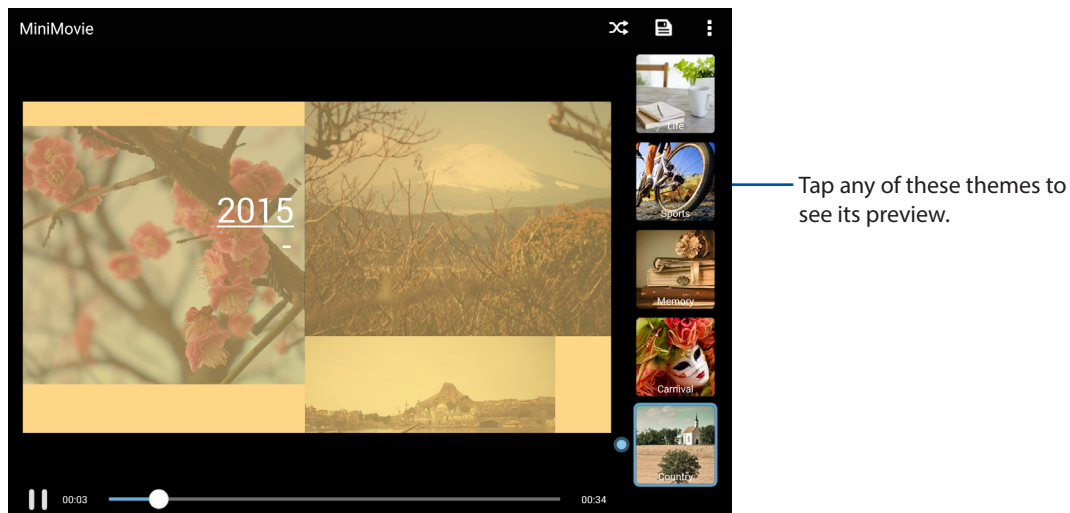 MiniMovie
Life
2015
-
Sports
Memory
Carnival
Country
00:03
00:34
Tap any of these themes to
see its preview.